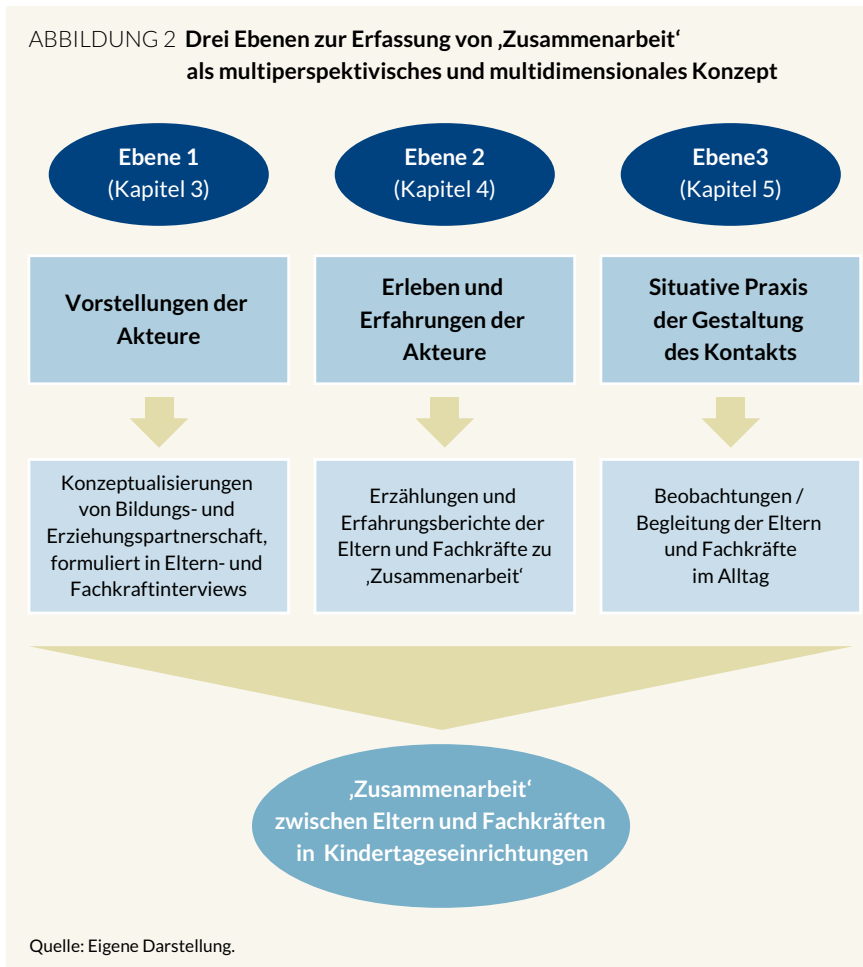 ABBILDUNG 2 Drei Ebenen zur Erfassung von ‚Zusammenarbeit‘
als multiperspektivisches und multidimensionales Konzept
Ebene 1
(Kapitel 3)
Ebene 2
(Kapitel 4)
Ebene3
(Kapitel 5)
Vorstellungen der
Akteure
Erleben und
Erfahrungen der
Akteure
Situative Praxis
der Gestaltung
des Kontakts
Konzeptualisierungen
von Bildungs- und
Erziehungspartnerschaft,
formuliert in Eltern- und
Fachkraftinterviews
Erzählungen und
Erfahrungsberichte der
Eltern und Fachkräfte zu
‚Zusammenarbeit‘
Beobachtungen /
Begleitung der Eltern
und Fachkräfte
im Alltag
‚Zusammenarbeit‘
zwischen Eltern und Fachkräften
in Kindertageseinrichtungen
Quelle: Eigene Darstellung.